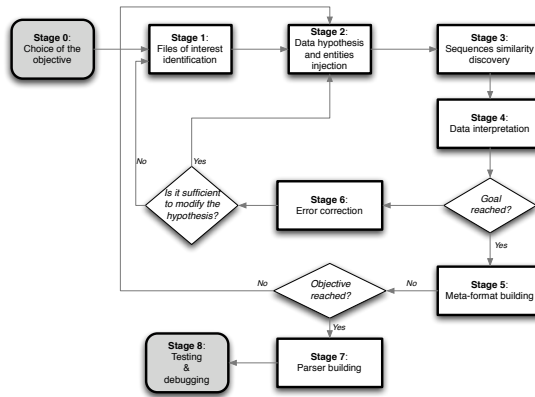 Stage 0:
Choice of the
objective
Stage 1:
Files of interest
identification
Stage 2:
Data hypothesis
and entities
injection
Stage 3:
Sequences similarity
discovery
Stage 4:
Data interpretation
No
Yes
Is it sufficient
to modify the
hypothesis?
Stage 6:
Error correction
No
Goal
reached?
Yes
No
Objective
reached?
No
Stage 5:
Meta-format building
Yes
Stage 8:
Testing
&
debugging
Stage 7:
Parser building